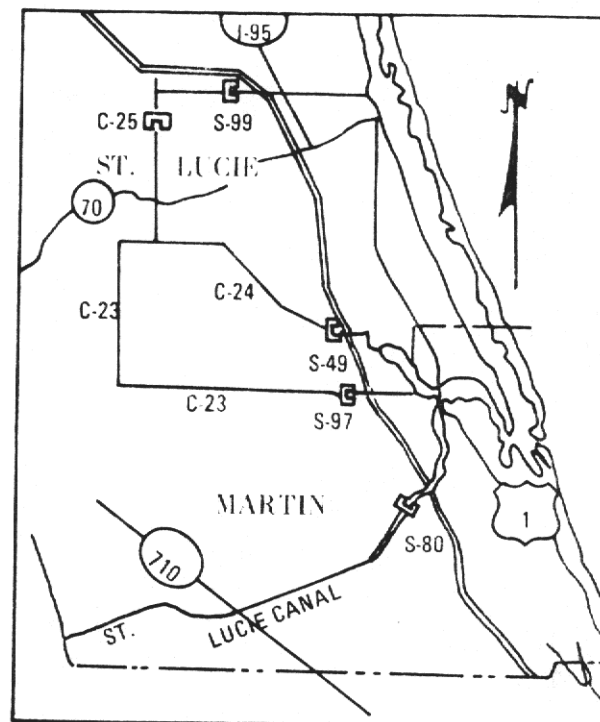 I-95
N
C-25
S-99
ST. LUCIE
70
C-24
C-23
S-49
C-23
S-97
MARTIN
1
S-80
710
ST. LUCIE CANAL